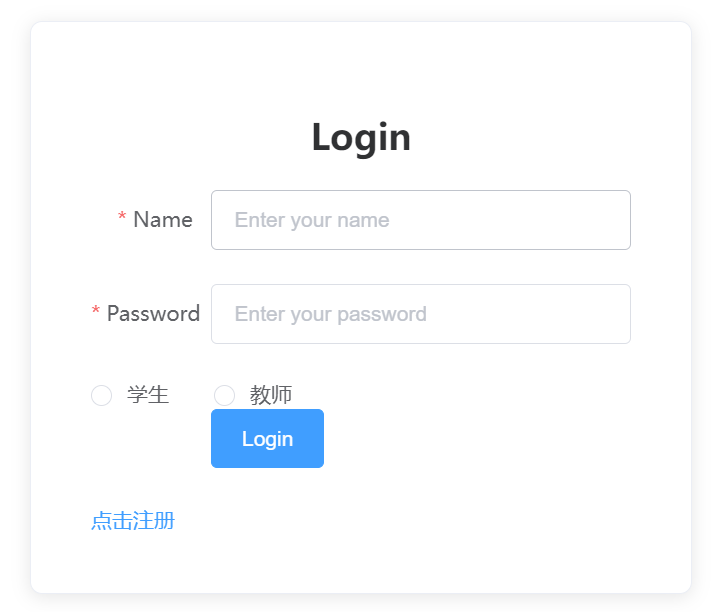 Login
* Name Enter your name
* Password Enter your password
学生 教师
Login
点击注册